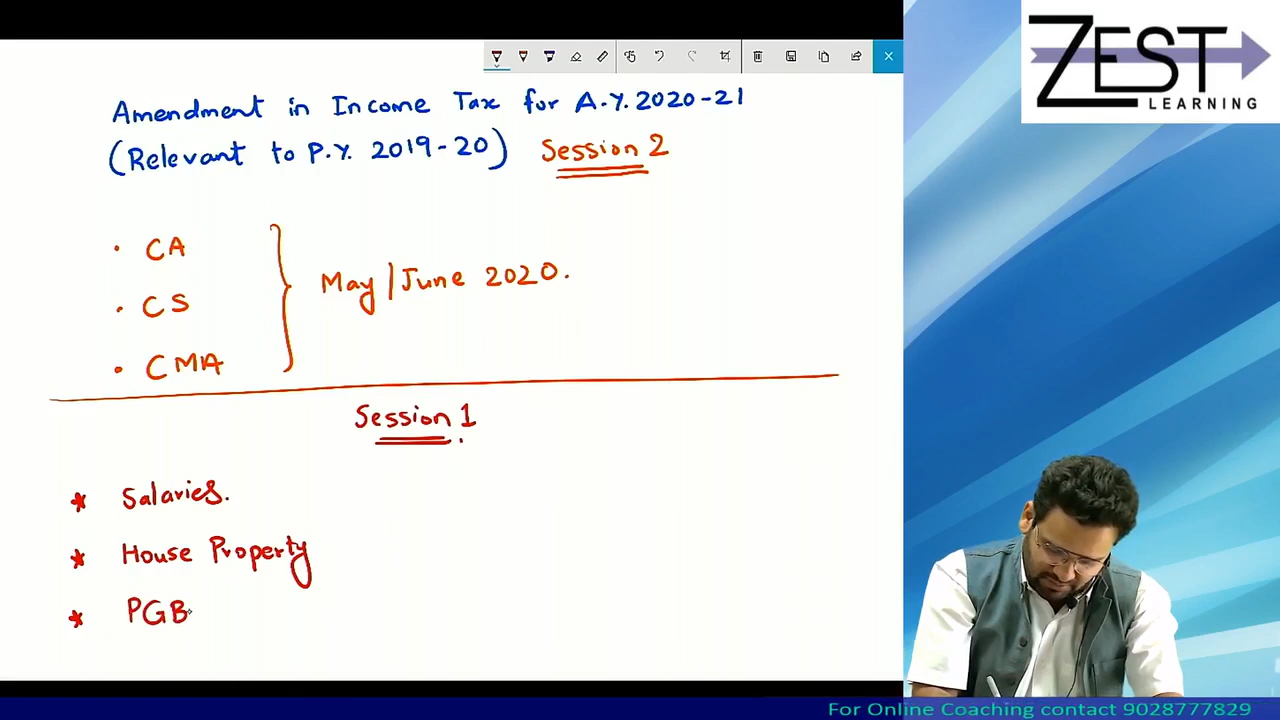 ZEST
LEARNING
Amendment in Income Tax for A.Y. 2020-21
(Relevant to P.Y. 2019-20) Session 2
• CA
• CS
• CMA
May/June 2020.
Session 1
* Salaries.
* House Property
* PGB
For Online Coaching contact 9028777829